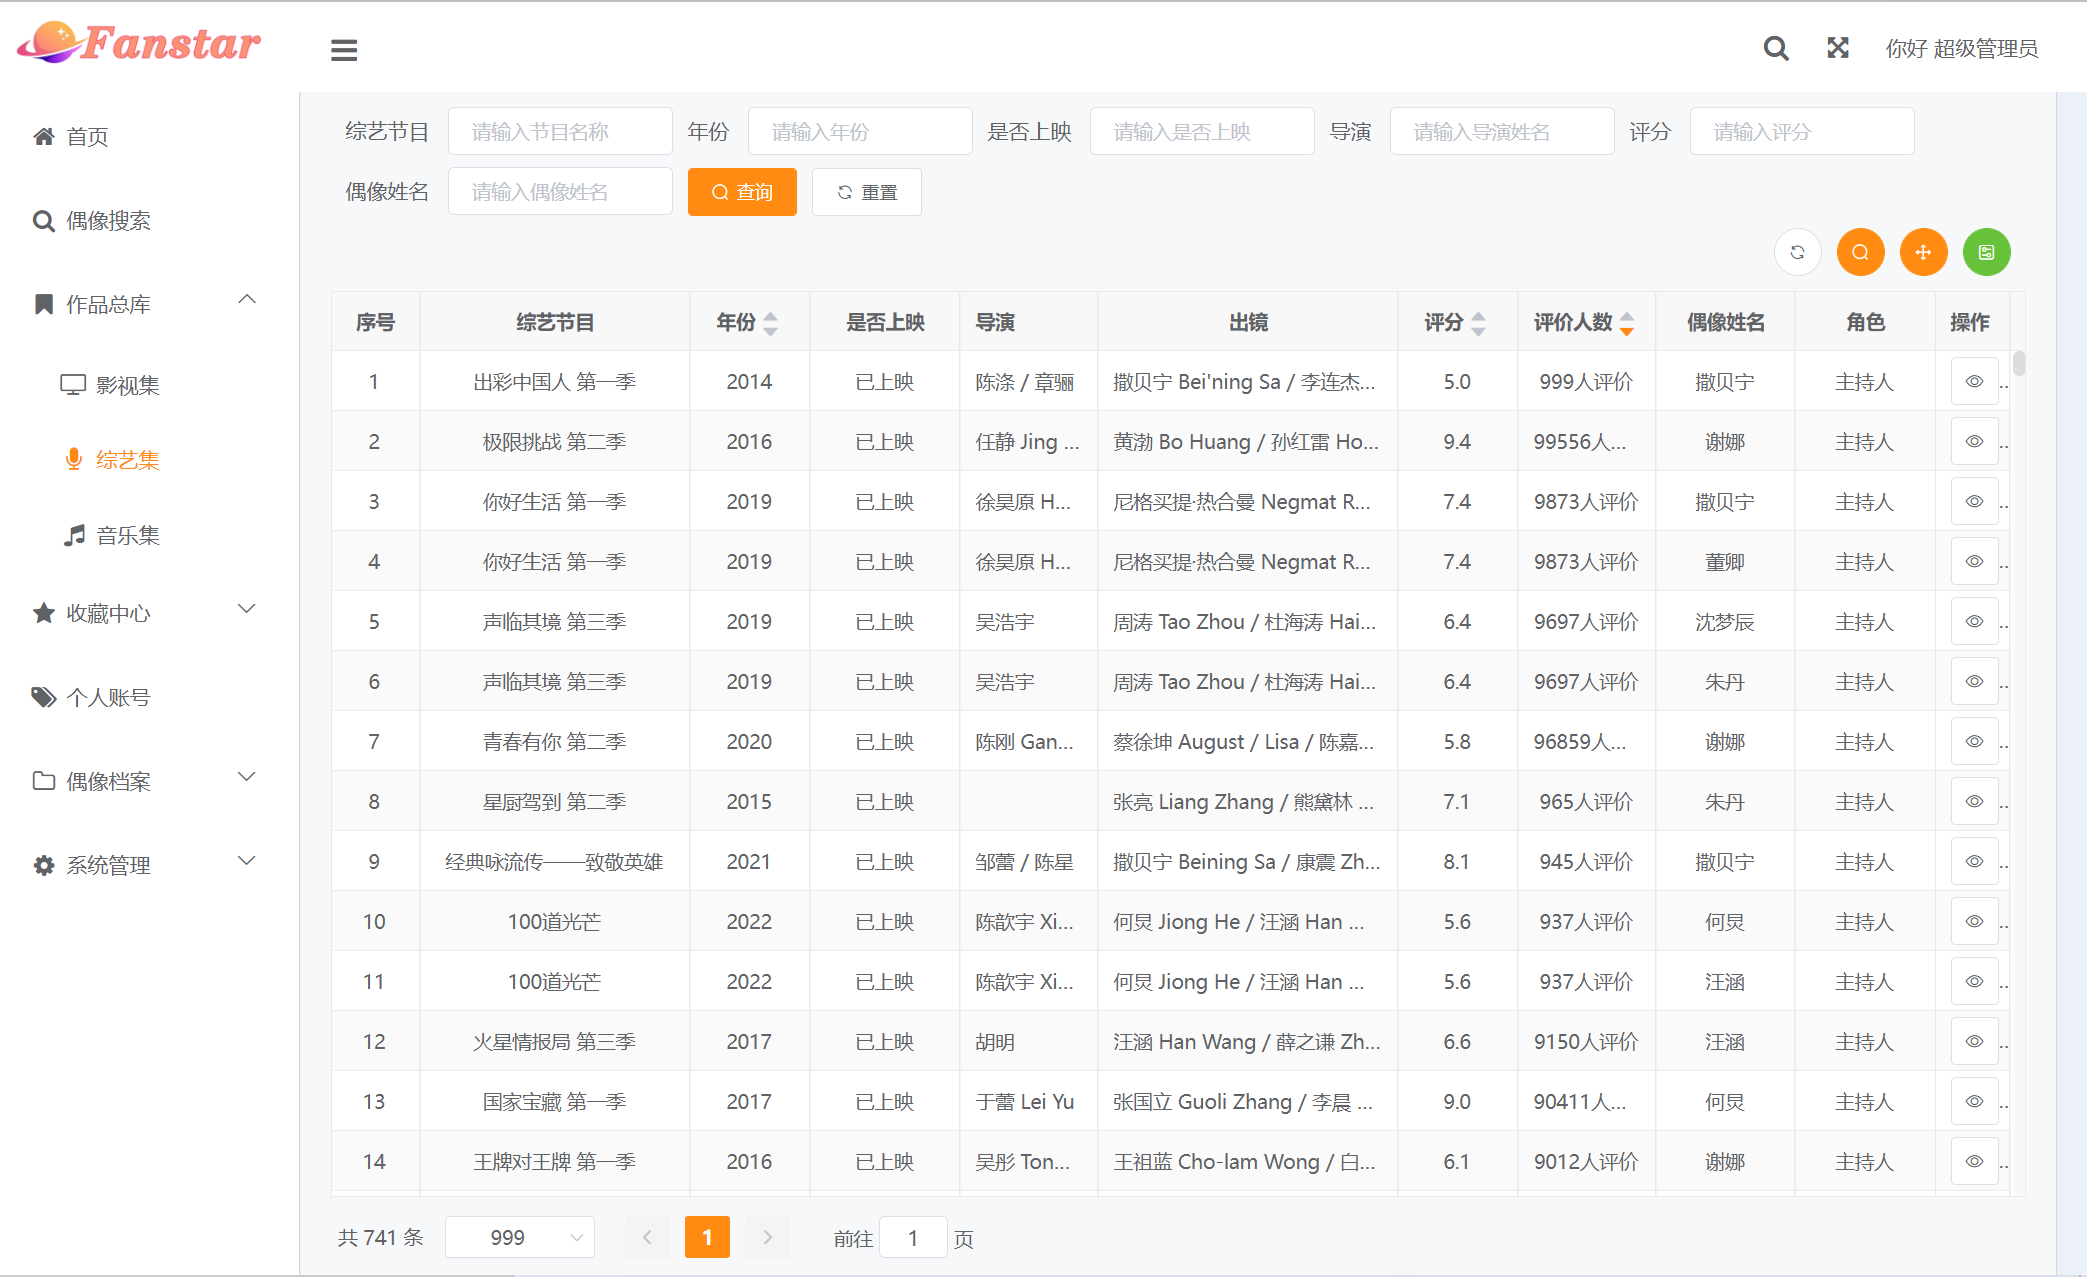 Fanstar
你好 超级管理员
首页
偶像搜索
作品总库
影视集
综艺集
音乐集
收藏中心
个人账号
偶像档案
系统管理
综艺节目 请输入节目名称 年份 请输入年份 是否上映 请输入是否上映 导演 请输入导演姓名 评分 请输入评分
偶像姓名 请输入偶像姓名 查询 重置
序号 综艺节目 年份 是否上映 导演 出镜 评分 评价人数 偶像姓名 角色 操作
1 出彩中国人 第一季 2014 已上映 陈涤 / 章骊 撒贝宁 Bei'ning Sa / 李连杰... 5.0 999人评价 撒贝宁 主持人 ..
2 极限挑战 第二季 2016 已上映 任静 Jing ... 黄渤 Bo Huang / 孙红雷 Ho... 9.4 99556人... 谢娜 主持人 ..
3 你好生活 第一季 2019 已上映 徐昊原 H... 尼格买提·热合曼 Negmat R... 7.4 9873人评价 撒贝宁 主持人 ..
4 你好生活 第一季 2019 已上映 徐昊原 H... 尼格买提·热合曼 Negmat R... 7.4 9873人评价 董卿 主持人 ..
5 声临其境 第三季 2019 已上映 吴浩宇 周涛 Tao Zhou / 杜海涛 Hai... 6.4 9697人评价 沈梦辰 主持人 ..
6 声临其境 第三季 2019 已上映 吴浩宇 周涛 Tao Zhou / 杜海涛 Hai... 6.4 9697人评价 朱丹 主持人 ..
7 青春有你 第二季 2020 已上映 陈刚 Gan... 蔡徐坤 August / Lisa / 陈嘉... 5.8 96859人... 谢娜 主持人 ..
8 星厨驾到 第二季 2015 已上映 张亮 Liang Zhang / 熊黛林 ... 7.1 965人评价 朱丹 主持人 ..
9 经典咏流传——致敬英雄 2021 已上映 邹蕾 / 陈星 撒贝宁 Beining Sa / 康震 Zh... 8.1 945人评价 撒贝宁 主持人 ..
10 100道光芒 2022 已上映 陈歆宇 Xi... 何炅 Jiong He / 汪涵 Han ... 5.6 937人评价 何炅 主持人 ..
11 100道光芒 2022 已上映 陈歆宇 Xi... 何炅 Jiong He / 汪涵 Han ... 5.6 937人评价 汪涵 主持人 ..
12 火星情报局 第三季 2017 已上映 胡明 汪涵 Han Wang / 薛之谦 Zh... 6.6 9150人评价 汪涵 主持人 ..
13 国家宝藏 第一季 2017 已上映 于蕾 Lei Yu 张国立 Guoli Zhang / 李晨 ... 9.0 90411人... 何炅 主持人 ..
14 王牌对王牌 第一季 2016 已上映 吴彤 Ton... 王祖蓝 Cho-lam Wong / 白... 6.1 9012人评价 谢娜 主持人 ..
共 741 条 999 1 前往 1 页